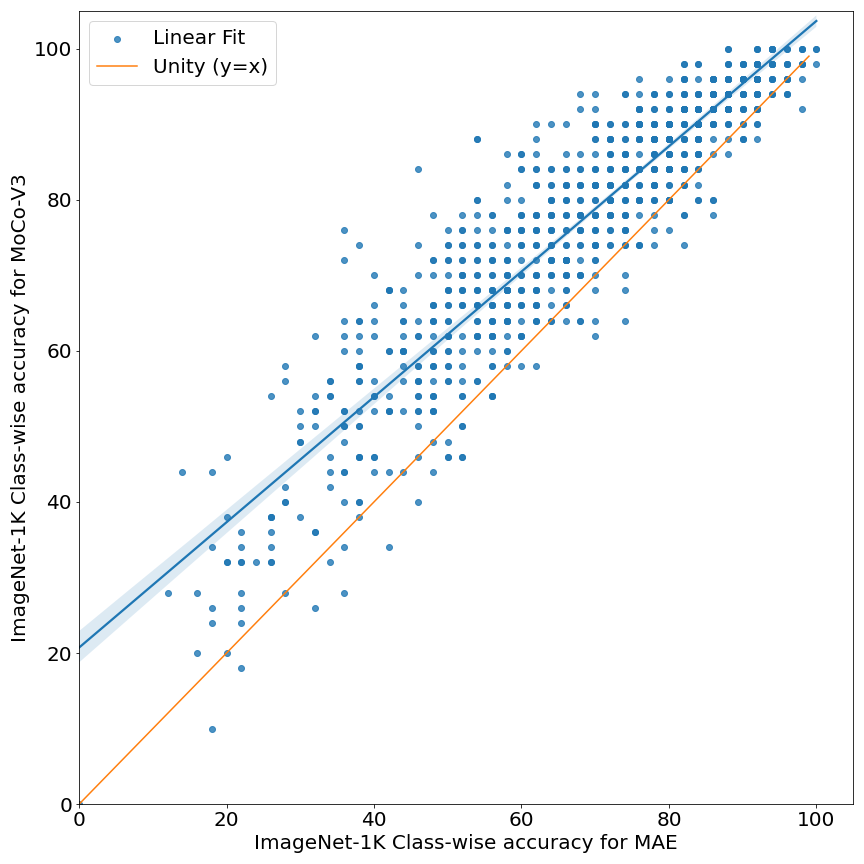 Linear Fit
Unity (y=x)
100
80
60
40
20
0
ImageNet-1K Class-wise accuracy for MoCo-V3
0 20 40 60 80 100
ImageNet-1K Class-wise accuracy for MAE